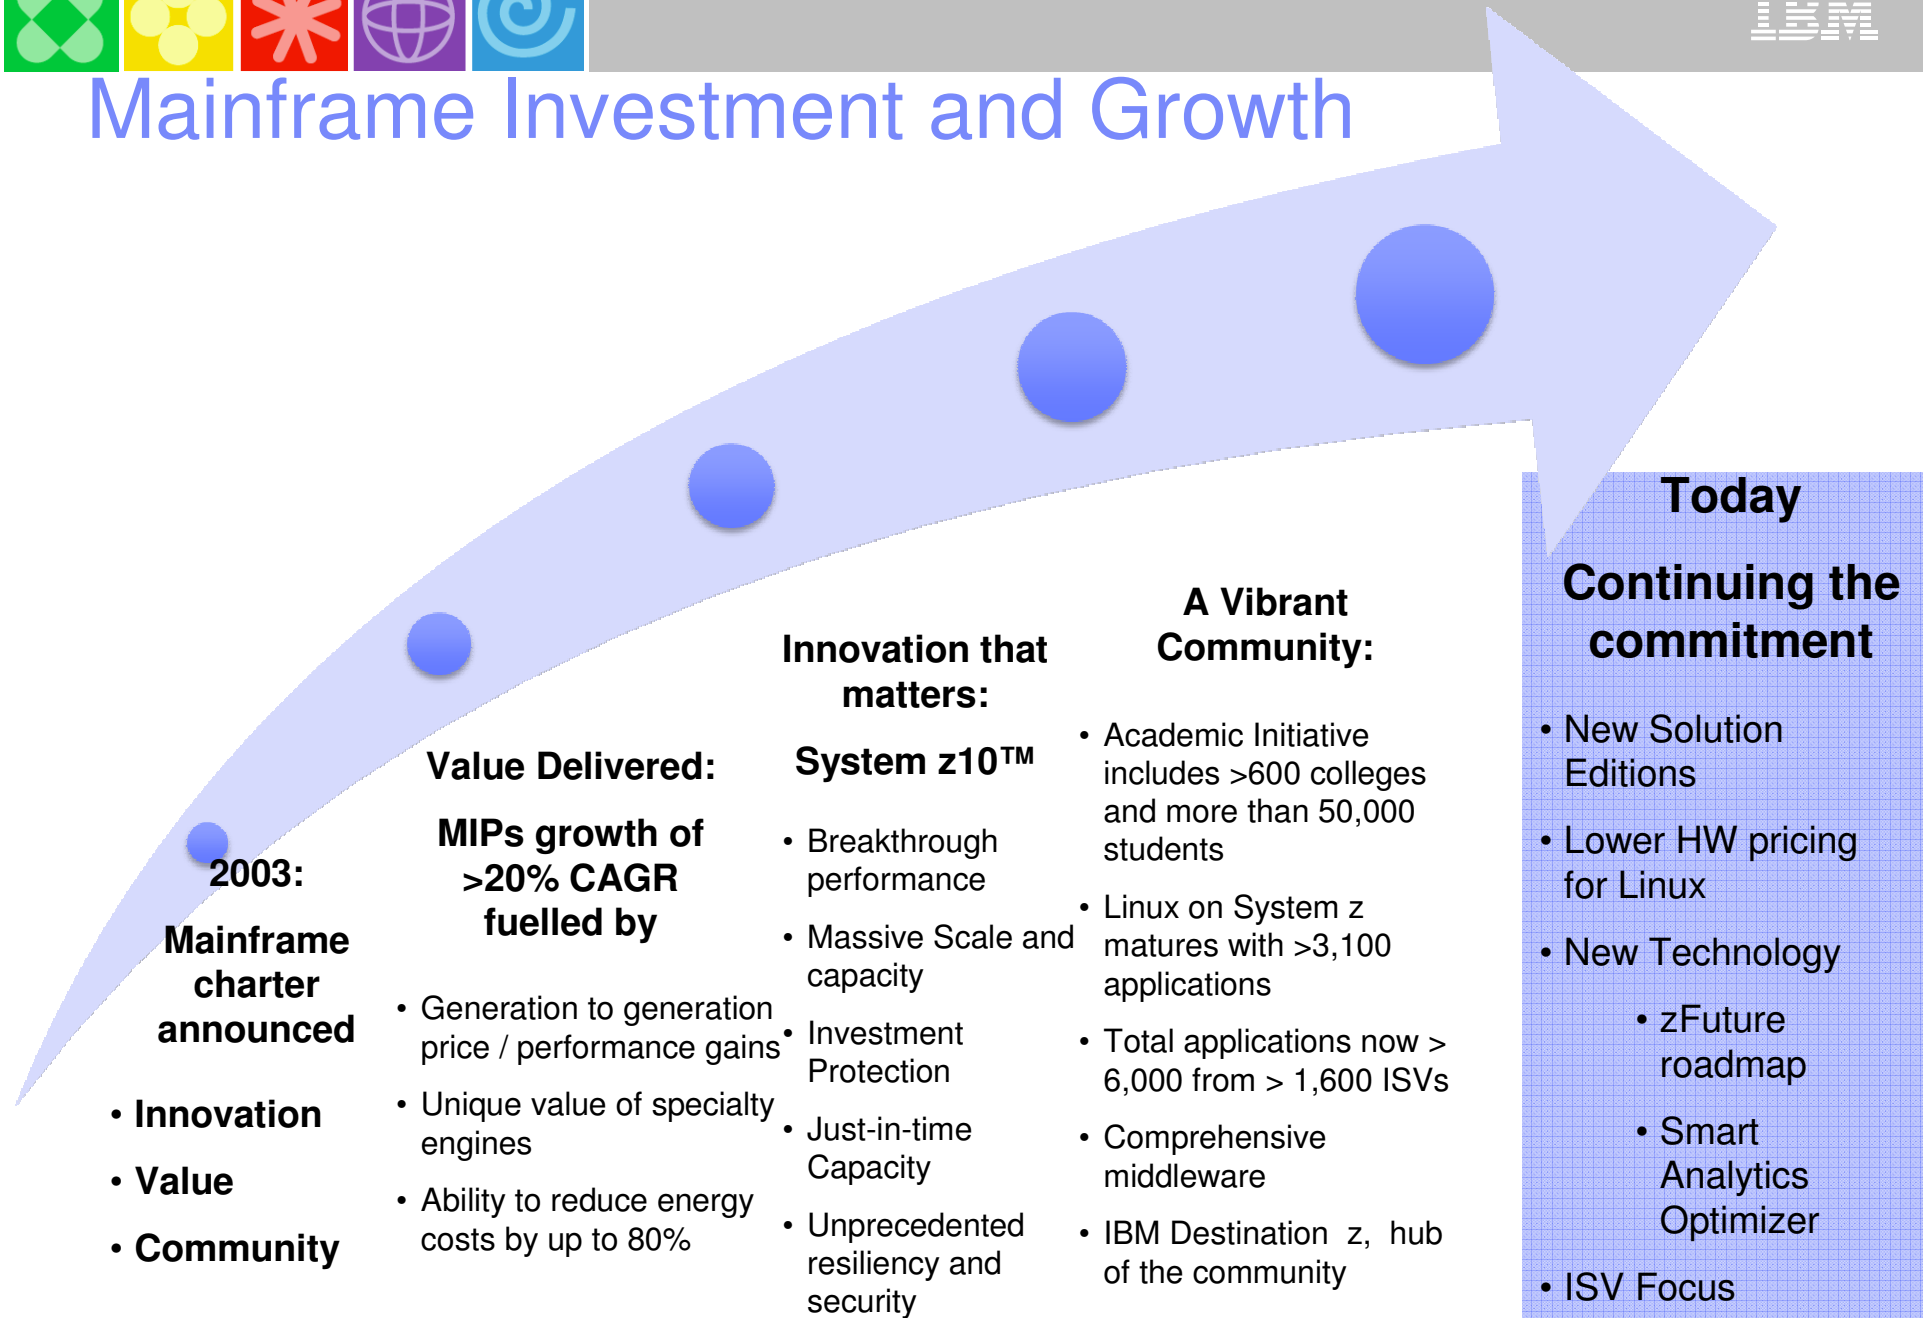 IBM
Mainframe Investment and Growth
2003:
Mainframe
charter
announced
• Innovation
• Value
• Community
Value Delivered:
MIPs growth of
>20% CAGR
fuelled by
• Generation to generation
price / performance gains
• Unique value of specialty
engines
• Ability to reduce energy
costs by up to 80%
Innovation that
matters:
System z10™
• Breakthrough
performance
• Massive Scale and
capacity
• Investment
Protection
• Just-in-time
Capacity
• Unprecedented
resiliency and
security
A Vibrant
Community:
• Academic Initiative
includes >600 colleges
and more than 50,000
students
• Linux on System z
matures with >3,100
applications
• Total applications now >
6,000 from > 1,600 ISVs
• Comprehensive
middleware
• IBM Destination z, hub
of the community
Today
Continuing the
commitment
• New Solution
Editions
• Lower HW pricing
for Linux
• New Technology
• zFuture
roadmap
• Smart
Analytics
Optimizer
• ISV Focus